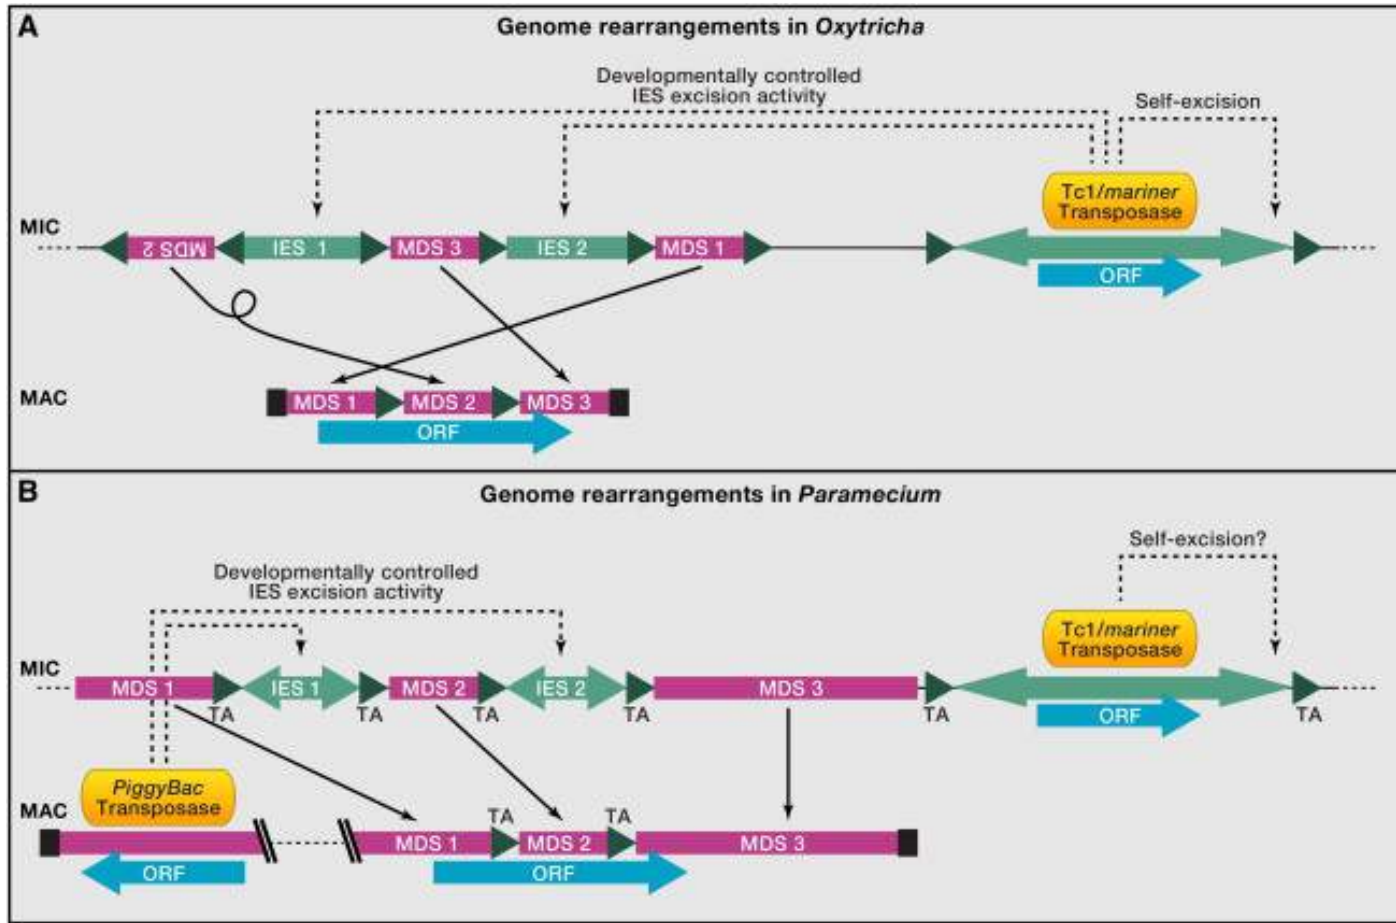 A
Genome rearrangements in Oxytricha
Developmentally controlled
IES excision activity
Self-excision
Tc1/mariner
Transposase
MIC
MDS 2 IES 1 MDS 3 IES 2 MDS 1
ORF
MAC
MDS 1 MDS 2 MDS 3
ORF
B
Genome rearrangements in Paramecium
Self-excision?
Developmentally controlled
IES excision activity
Tc1/mariner
Transposase
MIC
MDS 1 IES 1 MDS 2 IES 2 MDS 3
TA TA TA TA TA TA
ORF
PiggyBac
Transposase
MAC
TA TA
MDS 1 MDS 2 MDS 3
ORF ORF